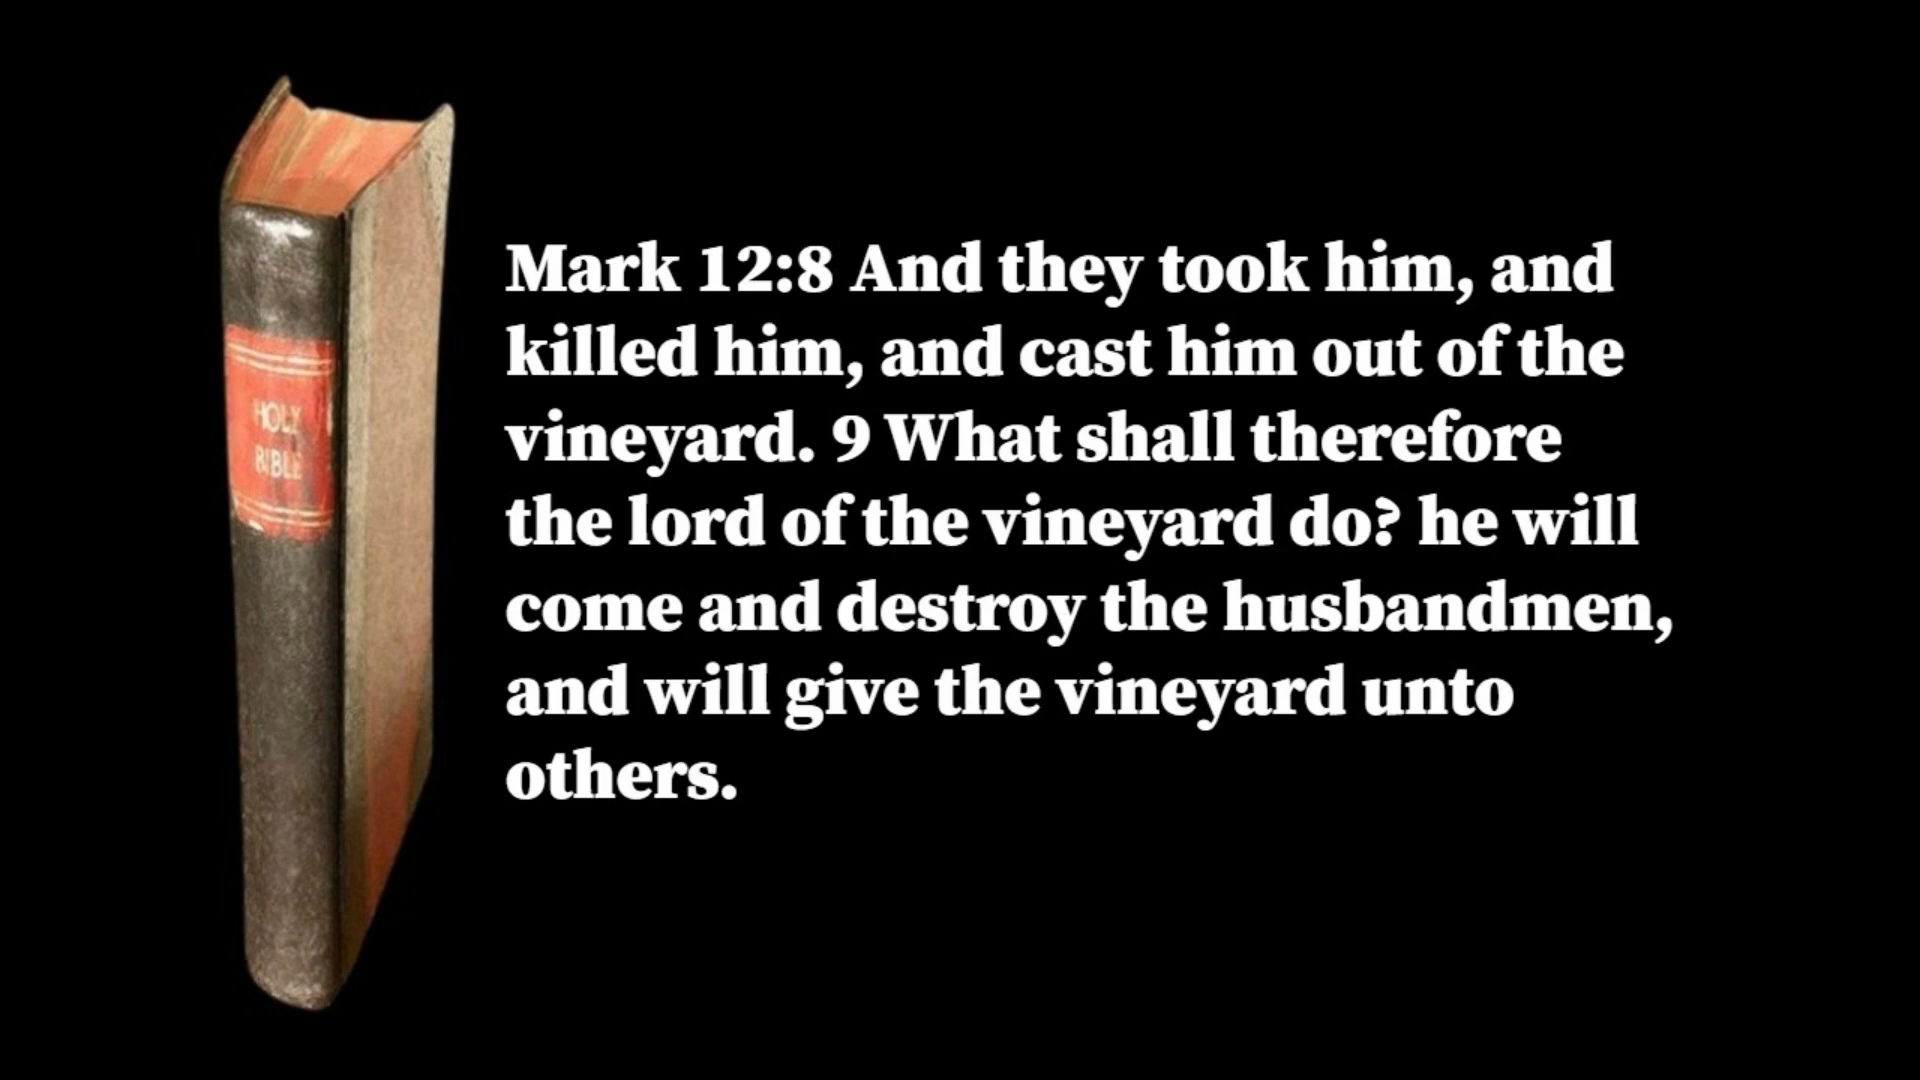 HOLY
BIBLE
Mark 12:8 And they took him, and
killed him, and cast him out of the
vineyard. 9 What shall therefore
the lord of the vineyard do? he will
come and destroy the husbandmen,
and will give the vineyard unto
others.